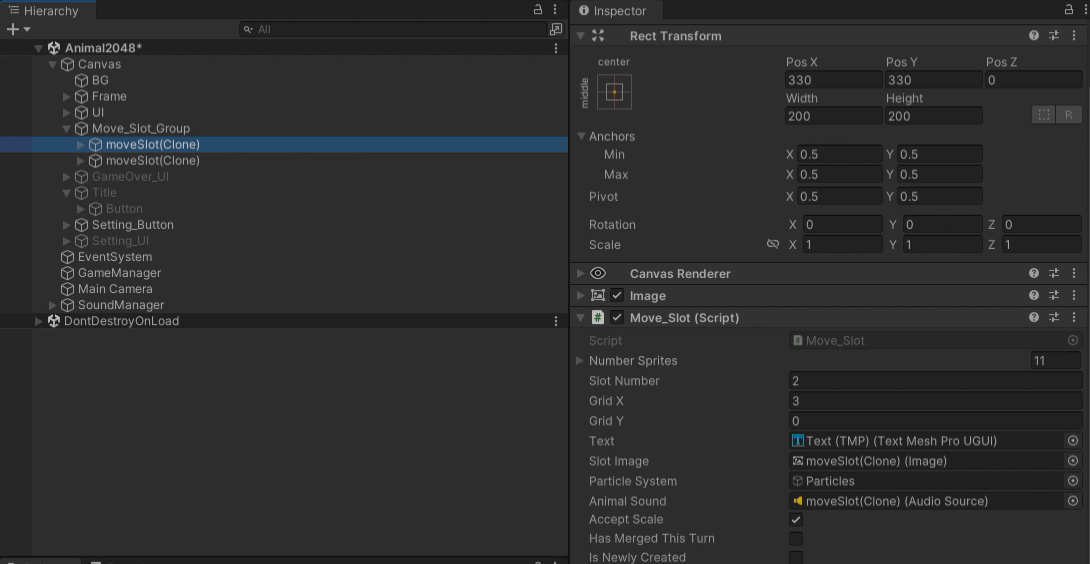 Hierarchy
All
Animal2048*
Canvas
BG
Frame
UI
Move_Slot_Group
moveSlot(Clone)
moveSlot(Clone)
GameOver_UI
Title
Button
Setting_Button
Setting_UI
EventSystem
GameManager
Main Camera
SoundManager
DontDestroyOnLoad
Inspector
Rect Transform
center
middle
Pos X Pos Y Pos Z
330 330 0
Width Height
200 200
R
Anchors
Min X 0.5 Y 0.5
Max X 0.5 Y 0.5
Pivot X 0.5 Y 0.5
Rotation X 0 Y 0 Z 0
Scale X 1 Y 1 Z 1
Canvas Renderer
Image
# Move_Slot (Script)
Script # Move_Slot
Number Sprites 11
Slot Number 2
Grid X 3
Grid Y 0
Text T Text (TMP) (Text Mesh Pro UGUI)
Slot Image moveSlot(Clone) (Image)
Particle System Particles
Animal Sound moveSlot(Clone) (Audio Source)
Accept Scale
Has Merged This Turn
Is Newly Created